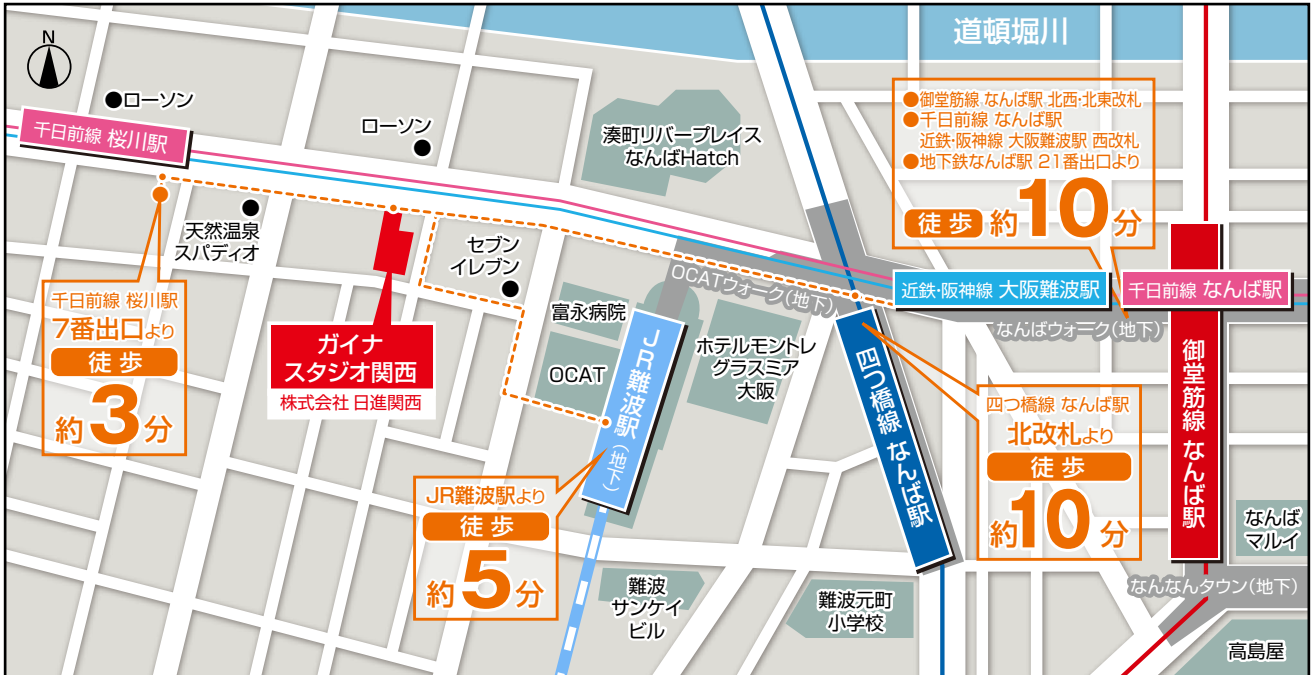 N
道頓堀川
●ローソン
千日前線 桜川駅
ローソン
湊町リバープレイス
なんばHatch
●御堂筋線 なんば駅 北西・北東改札
●千日前線 なんば駅
近鉄・阪神線 大阪難波駅 西改札
●地下鉄なんば駅 21番出口より
徒歩 約10分
天然温泉
スパディオ
セブン
イレブン
OCATウォーク(地下)
近鉄・阪神線 大阪難波駅
千日前線 なんば駅
なんばウォーク(地下)
千日前線 桜川駅
7番出口より
徒歩
約3分
ガイナ
スタジオ関西
株式会社 日進関西
富永病院
OCAT
JR難波駅(地下)
ホテルモントレ
グラスミア
大阪
四つ橋線 なんば駅
御堂筋線 なんば駅
四つ橋線 なんば駅
北改札より
徒歩
約10分
JR難波駅より
徒歩
約5分
なんば
マルイ
難波
サンケイ
ビル
難波元町
小学校
なんなんタウン(地下)
高島屋